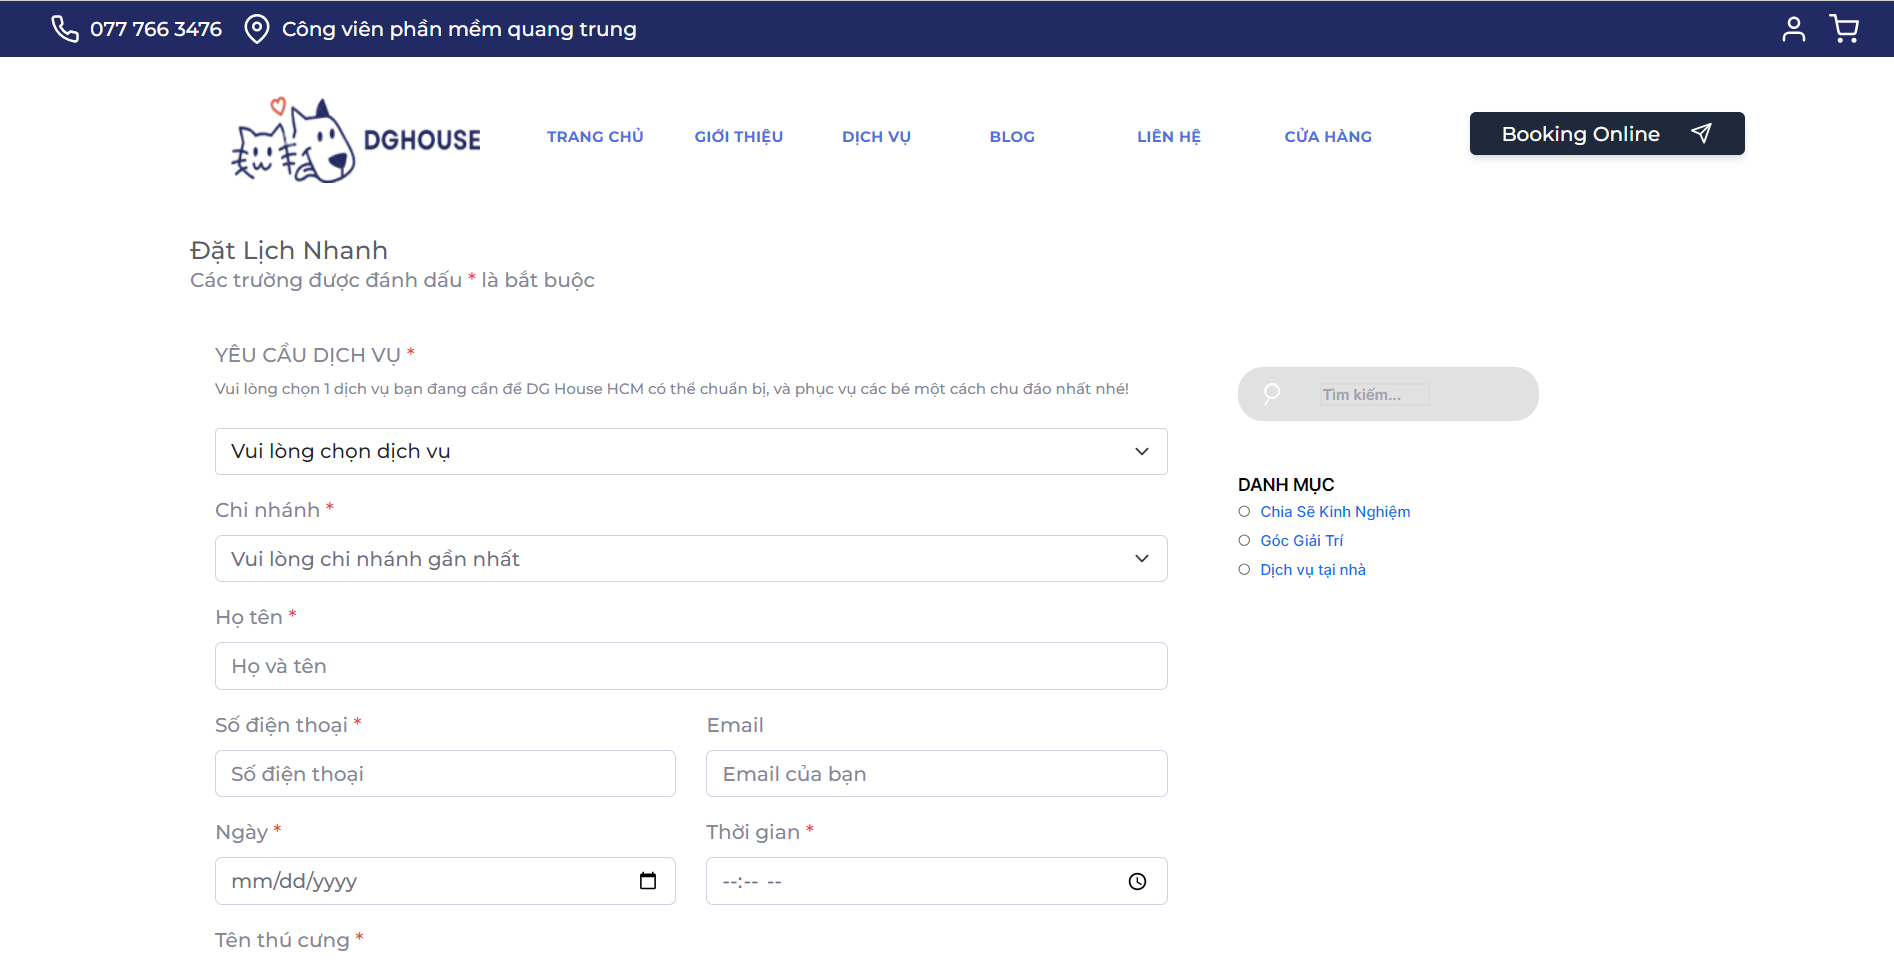 077 766 3476 Công viên phần mềm quang trung
DGHOUSE TRANG CHỦ GIỚI THIỆU DỊCH VỤ BLOG LIÊN HỆ CỬA HÀNG Booking Online
Đặt Lịch Nhanh
Các trường được đánh dấu * là bắt buộc
YÊU CẦU DỊCH VỤ *
Vui lòng chọn 1 dịch vụ bạn đang cần để DG House HCM có thể chuẩn bị, và phục vụ các bé một cách chu đáo nhất nhé!
Vui lòng chọn dịch vụ
Chi nhánh *
Vui lòng chi nhánh gần nhất
Họ tên *
Họ và tên
Số điện thoại * Email
Số điện thoại Email của bạn
Ngày * Thời gian *
mm/dd/yyyy --:-- --
Tên thú cưng *
Tìm kiếm...
DANH MỤC
Chia Sẽ Kinh Nghiệm
Góc Giải Trí
Dịch vụ tại nhà